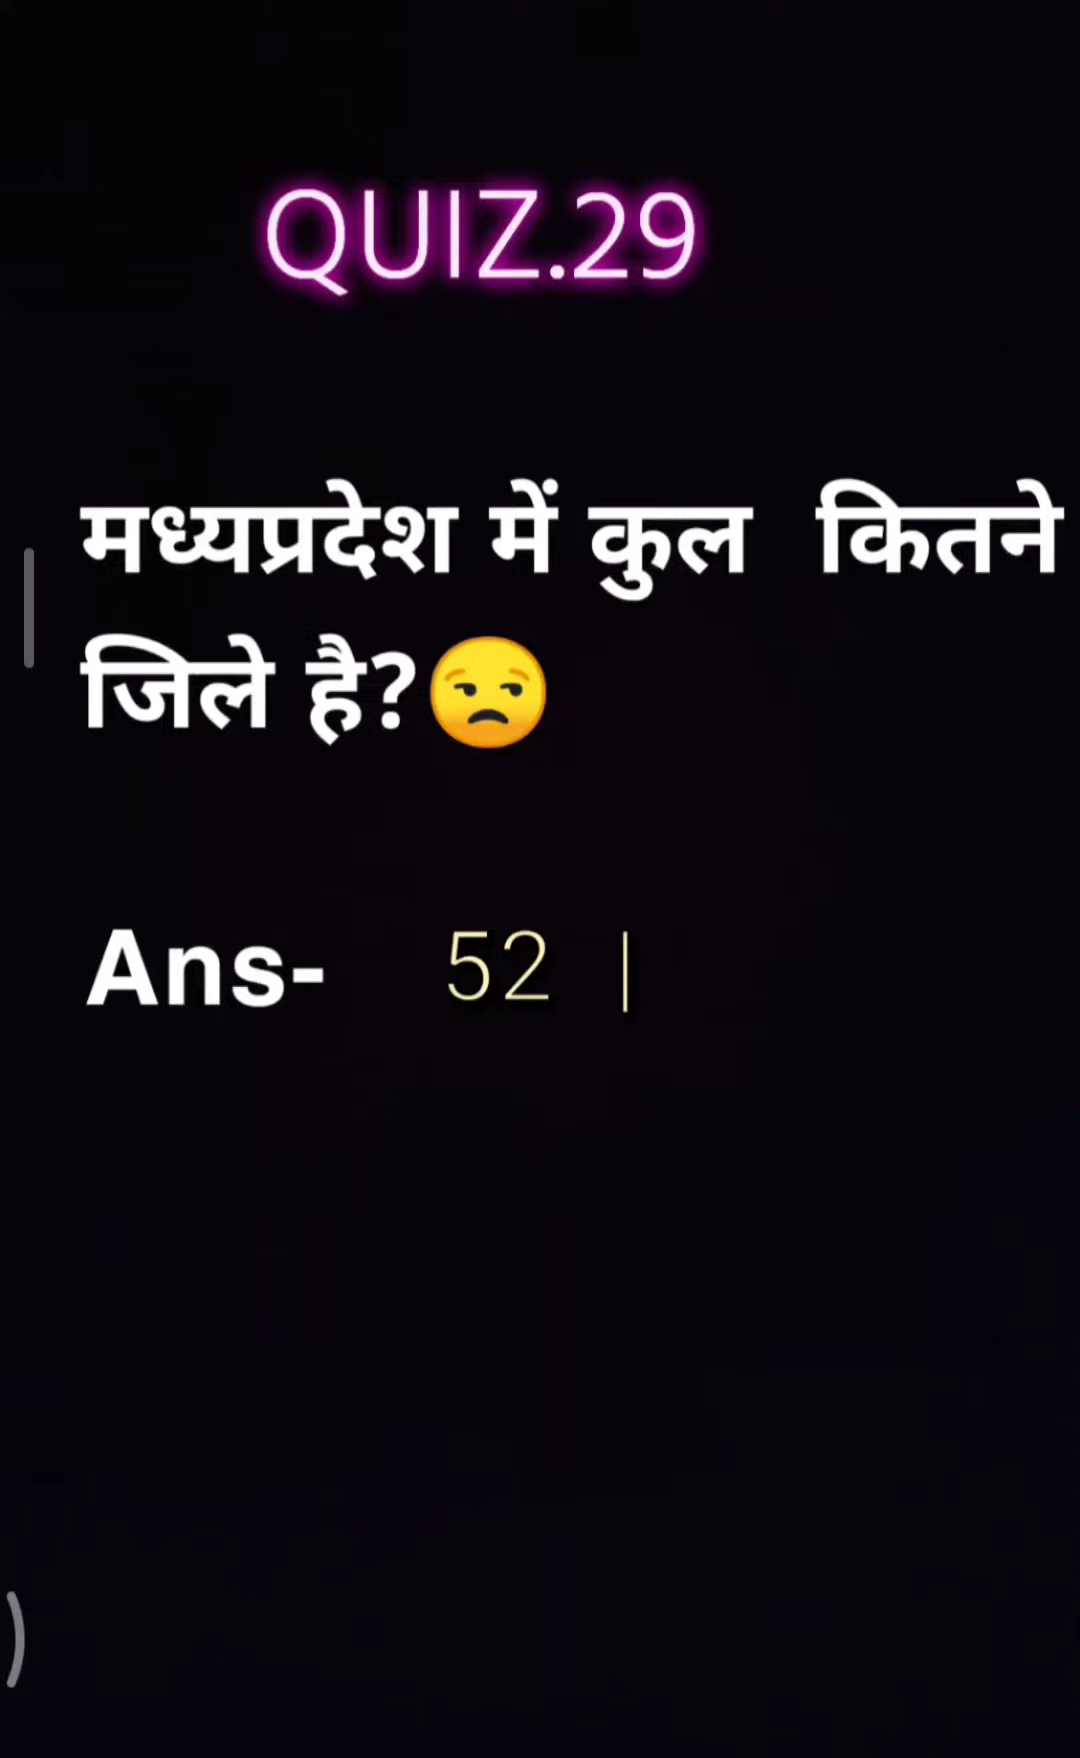 QUIZ.29
मध्यप्रदेश में कुल कितने
जिले है?😒
Ans- 52 |